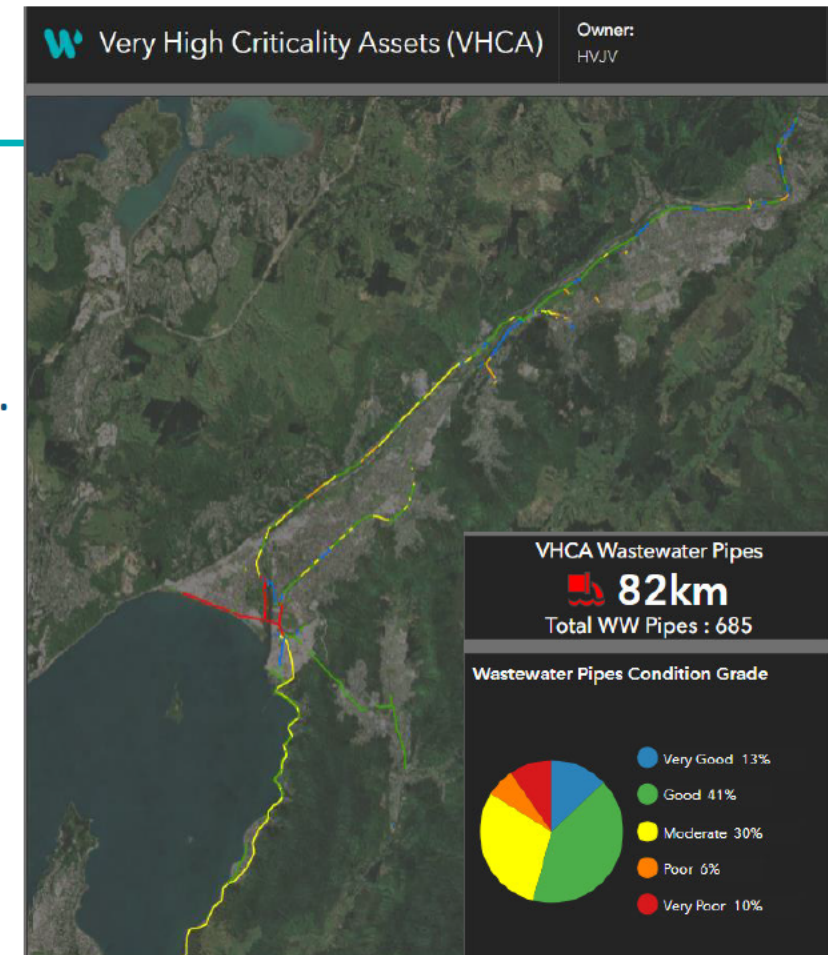 Very High Criticality Assets (VHCA)
Owner:
HVJV
.
VHCA Wastewater Pipes
82km
Total WW Pipes : 685
Wastewater Pipes Condition Grade
Very Good 13%
Good 41%
Moderate 30%
Poor 6%
Very Poor 10%